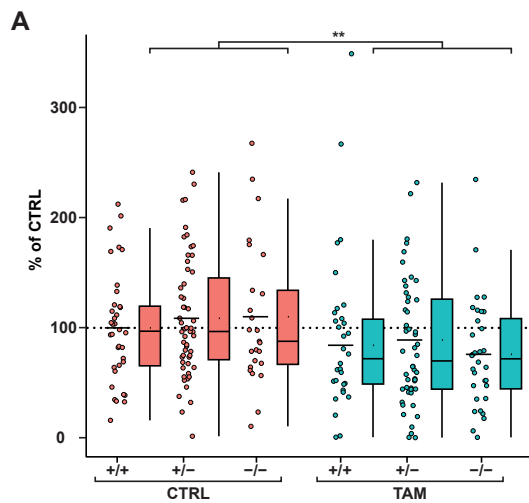 A
**
% of CTRL
300
200
100
0
+/+ +/− −/− +/+ +/− −/−
CTRL TAM